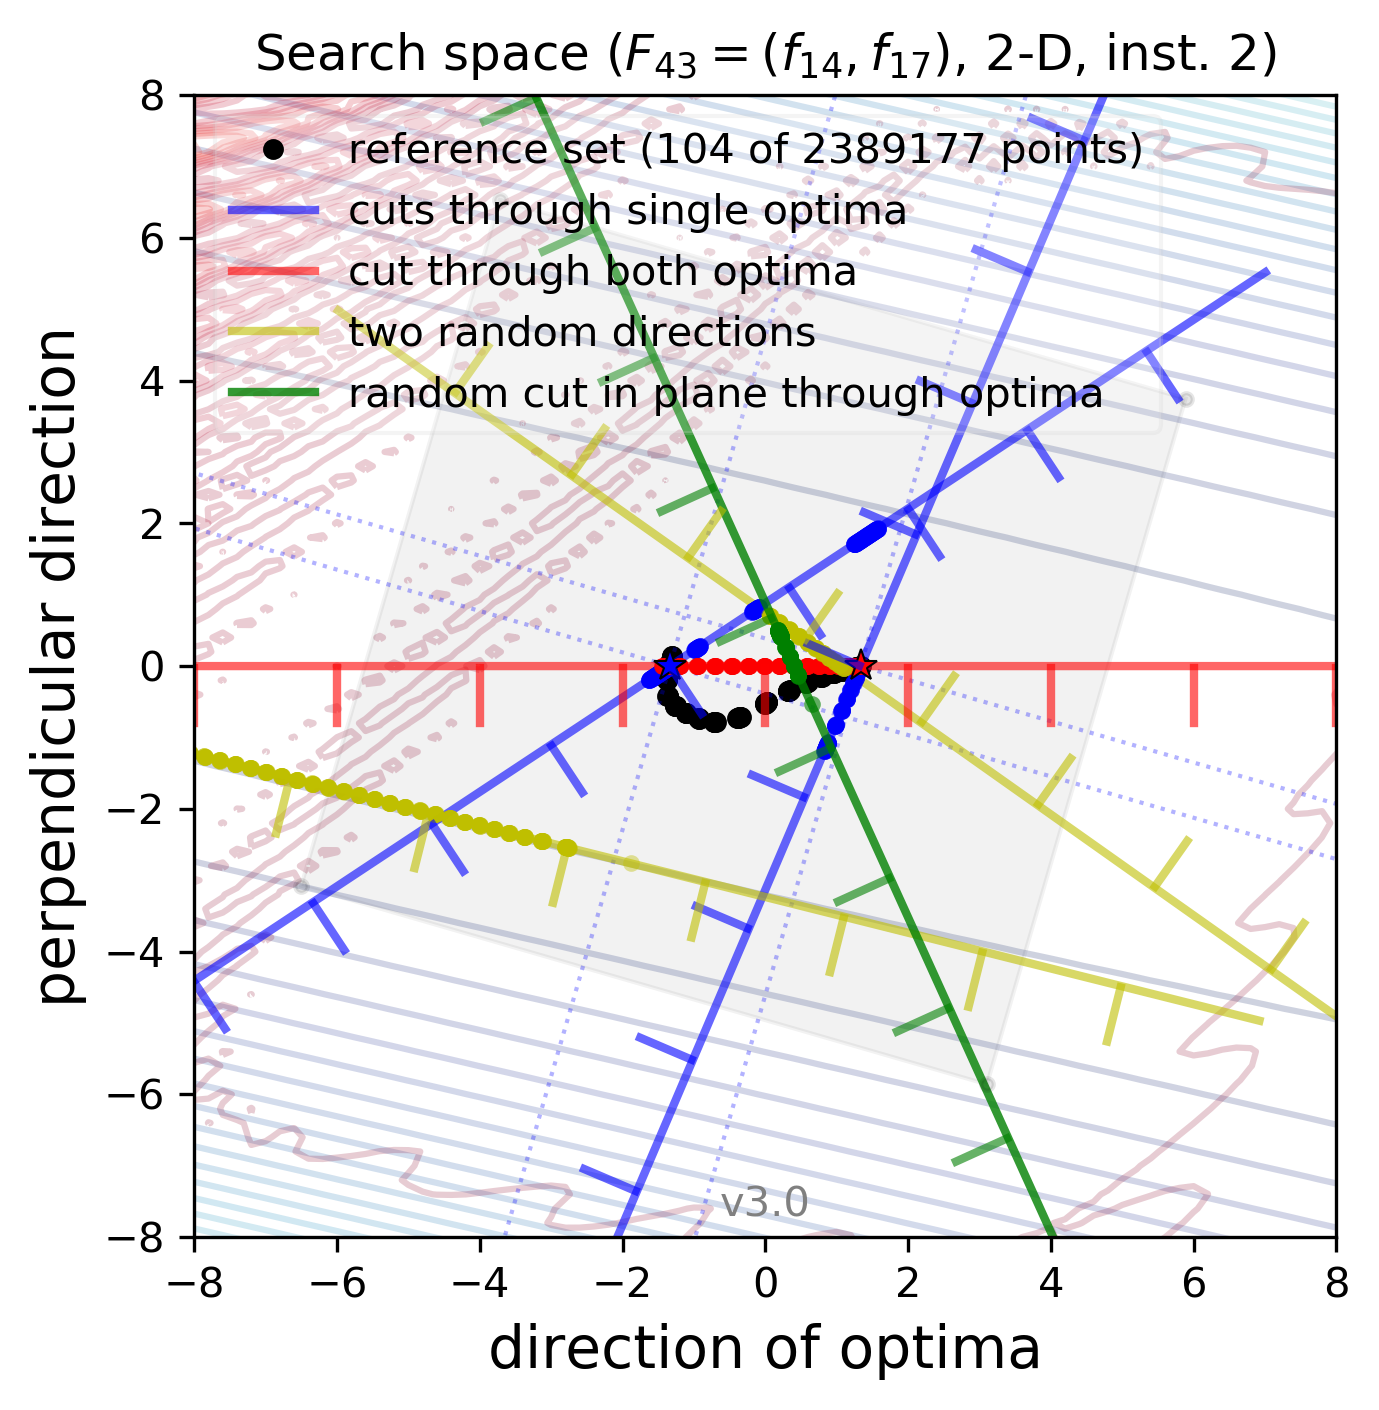 Search space (F43 = (f14, f17), 2-D, inst. 2)
8
6
4
2
0
−2
−4
−6
−8
perpendicular direction
reference set (104 of 2389177 points)
cuts through single optima
cut through both optima
two random directions
random cut in plane through optima
v3.0
−8 −6 −4 −2 0 2 4 6 8
direction of optima